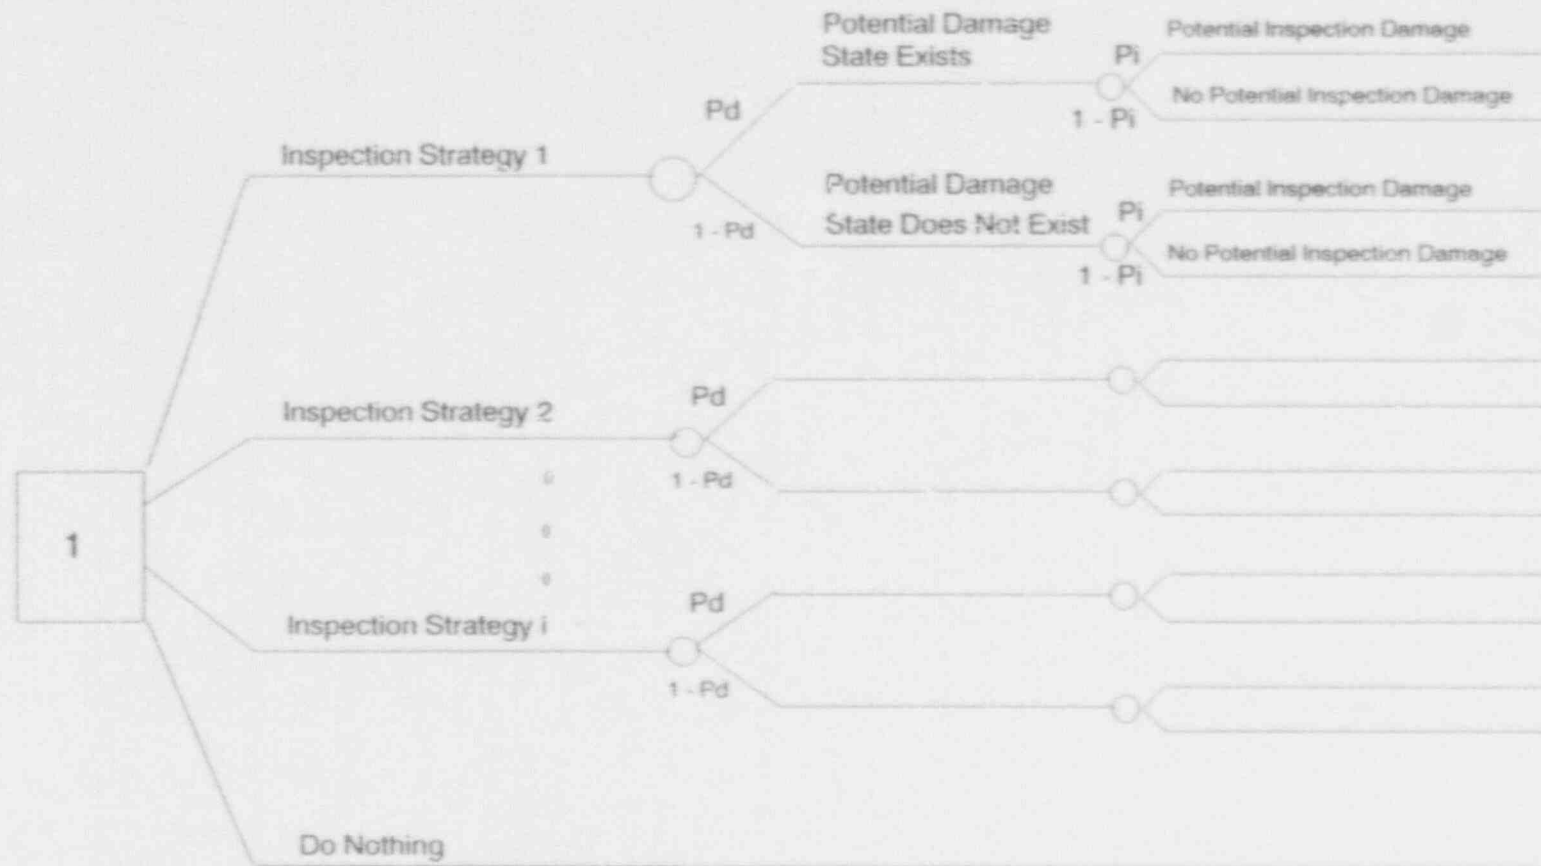 Potential Damage
State Exists
Pi
Potential Inspection Damage
No Potential Inspection Damage
1 - Pi
Pd
Inspection Strategy 1
1 - Pd
Potential Damage
State Does Not Exist
Pi
Potential Inspection Damage
No Potential Inspection Damage
1 - Pi
Pd
Inspection Strategy 2
1 - Pd
1
Pd
Inspection Strategy i
1 - Pd
Do Nothing